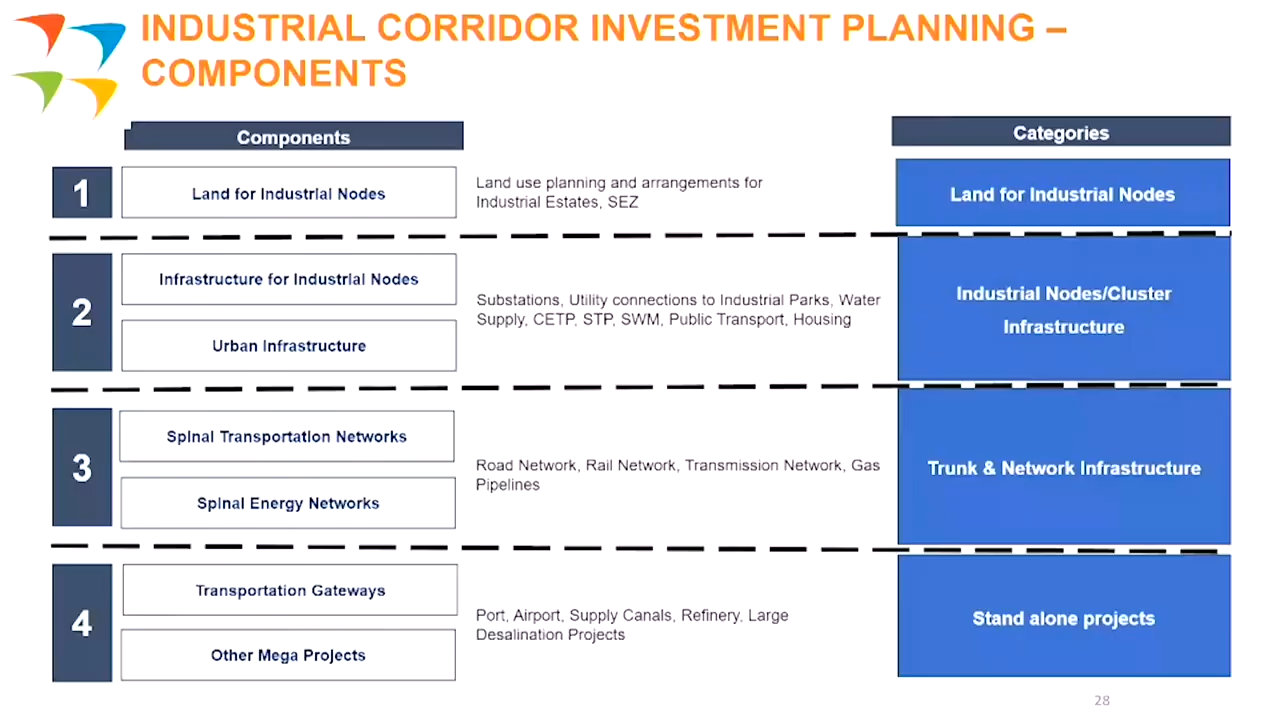 INDUSTRIAL CORRIDOR INVESTMENT PLANNING –
COMPONENTS
Components
Categories
1
Land for Industrial Nodes
Land use planning and arrangements for
Industrial Estates, SEZ
Land for Industrial Nodes
2
Infrastructure for Industrial Nodes
Urban Infrastructure
Substations, Utility connections to Industrial Parks, Water
Supply, CETP, STP, SWM, Public Transport, Housing
Industrial Nodes/Cluster
Infrastructure
3
Spinal Transportation Networks
Spinal Energy Networks
Road Network, Rail Network, Transmission Network, Gas
Pipelines
Trunk & Network Infrastructure
4
Transportation Gateways
Other Mega Projects
Port, Airport, Supply Canals, Refinery, Large
Desalination Projects
Stand alone projects
28